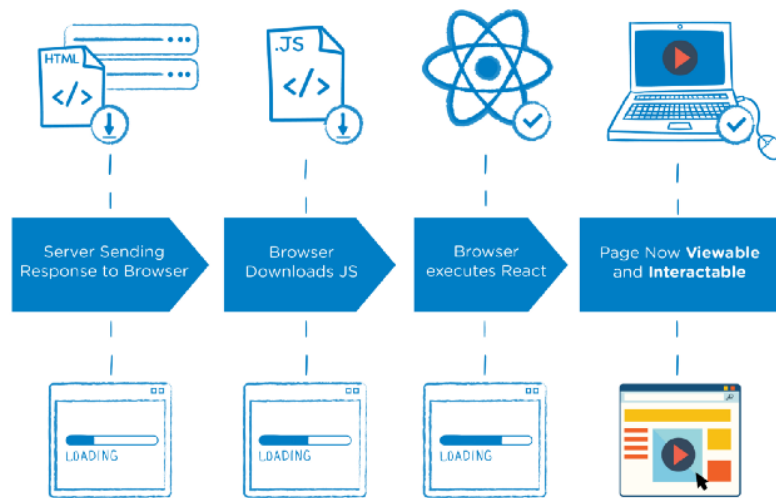 HTML
</>
.JS
</>
Server Sending
Response to Browser
Browser
Downloads JS
Browser
executes React
Page Now Viewable
and Interactable
LOADING
LOADING
LOADING